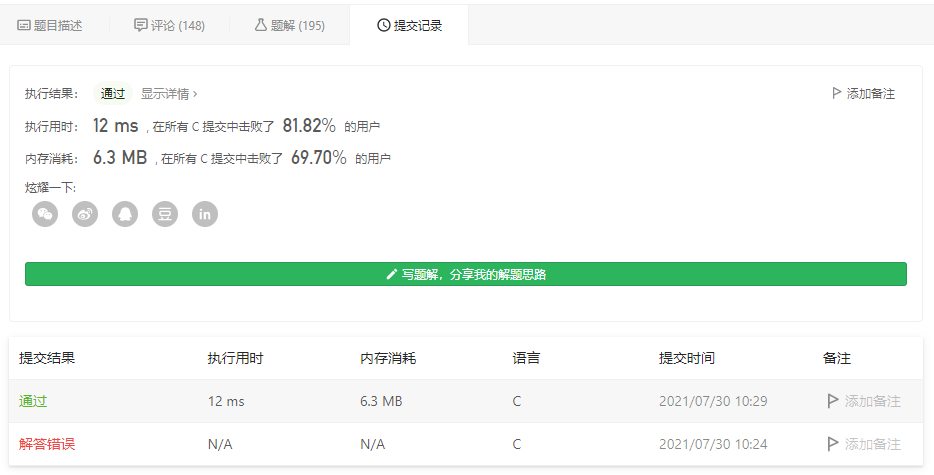 题目描述 评论 (148) 题解 (195) 提交记录
执行结果: 通过 显示详情 > 添加备注
执行用时: 12 ms , 在所有 C 提交中击败了 81.82% 的用户
内存消耗: 6.3 MB , 在所有 C 提交中击败了 69.70% 的用户
炫耀一下:
豆 in
写题解，分享我的解题思路
提交结果 执行用时 内存消耗 语言 提交时间 备注
通过 12 ms 6.3 MB C 2021/07/30 10:29 添加备注
解答错误 N/A N/A C 2021/07/30 10:24 添加备注